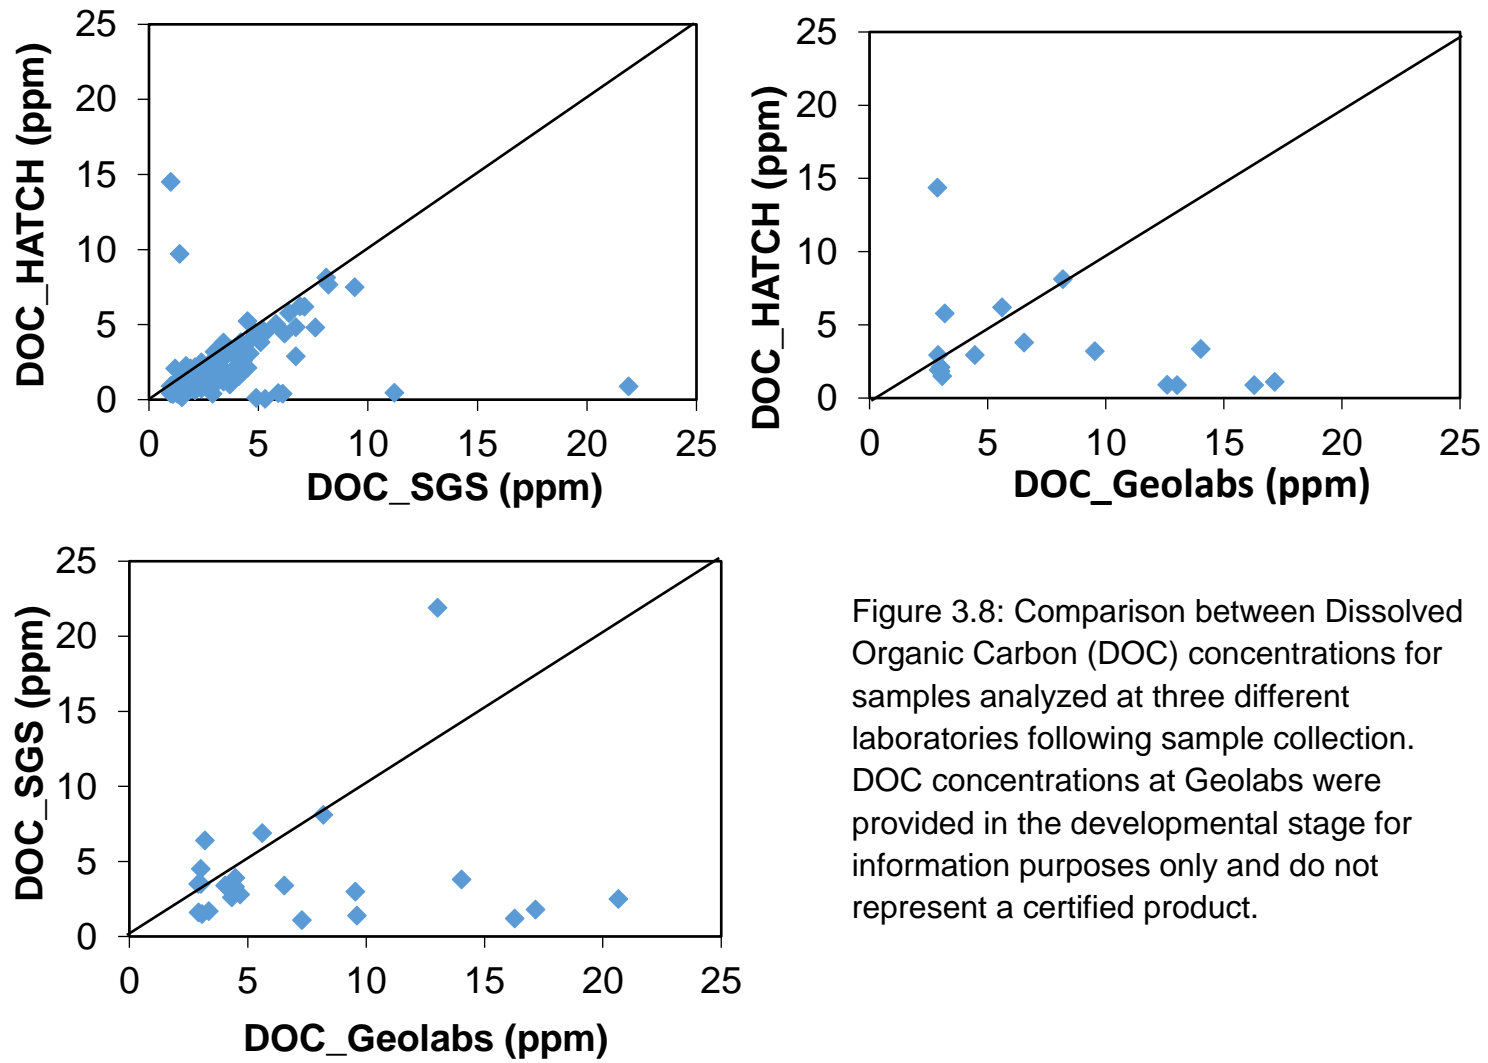 25
20
15
10
5
0
DOC_HATCH (ppm)
0 5 10 15 20 25
DOC_SGS (ppm)
25
20
15
10
5
0
DOC_HATCH (ppm)
0 5 10 15 20 25
DOC_Geolabs (ppm)
25
20
15
10
5
0
DOC_SGS (ppm)
0 5 10 15 20 25
DOC_Geolabs (ppm)
Figure 3.8: Comparison between Dissolved
Organic Carbon (DOC) concentrations for
samples analyzed at three different
laboratories following sample collection.
DOC concentrations at Geolabs were
provided in the developmental stage for
information purposes only and do not
represent a certified product.